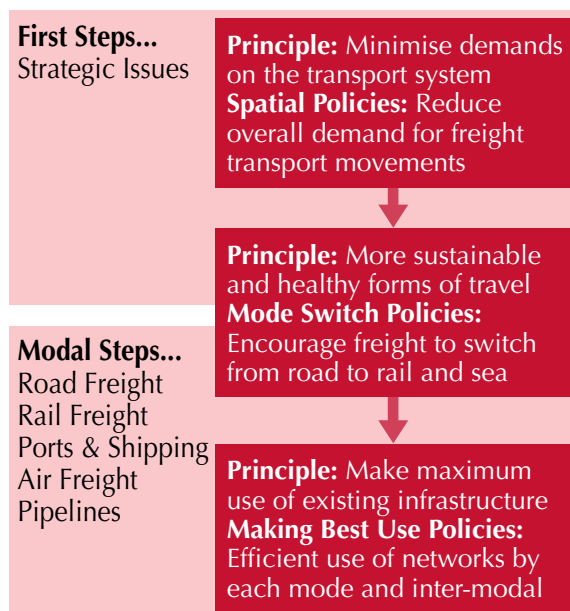 First Steps...
Strategic Issues
Principle: Minimise demands
on the transport system
Spatial Policies: Reduce
overall demand for freight
transport movements
Principle: More sustainable
and healthy forms of travel
Mode Switch Policies:
Encourage freight to switch
from road to rail and sea
Modal Steps...
Road Freight
Rail Freight
Ports & Shipping
Air Freight
Pipelines
Principle: Make maximum
use of existing infrastructure
Making Best Use Policies:
Efficient use of networks by
each mode and inter-modal